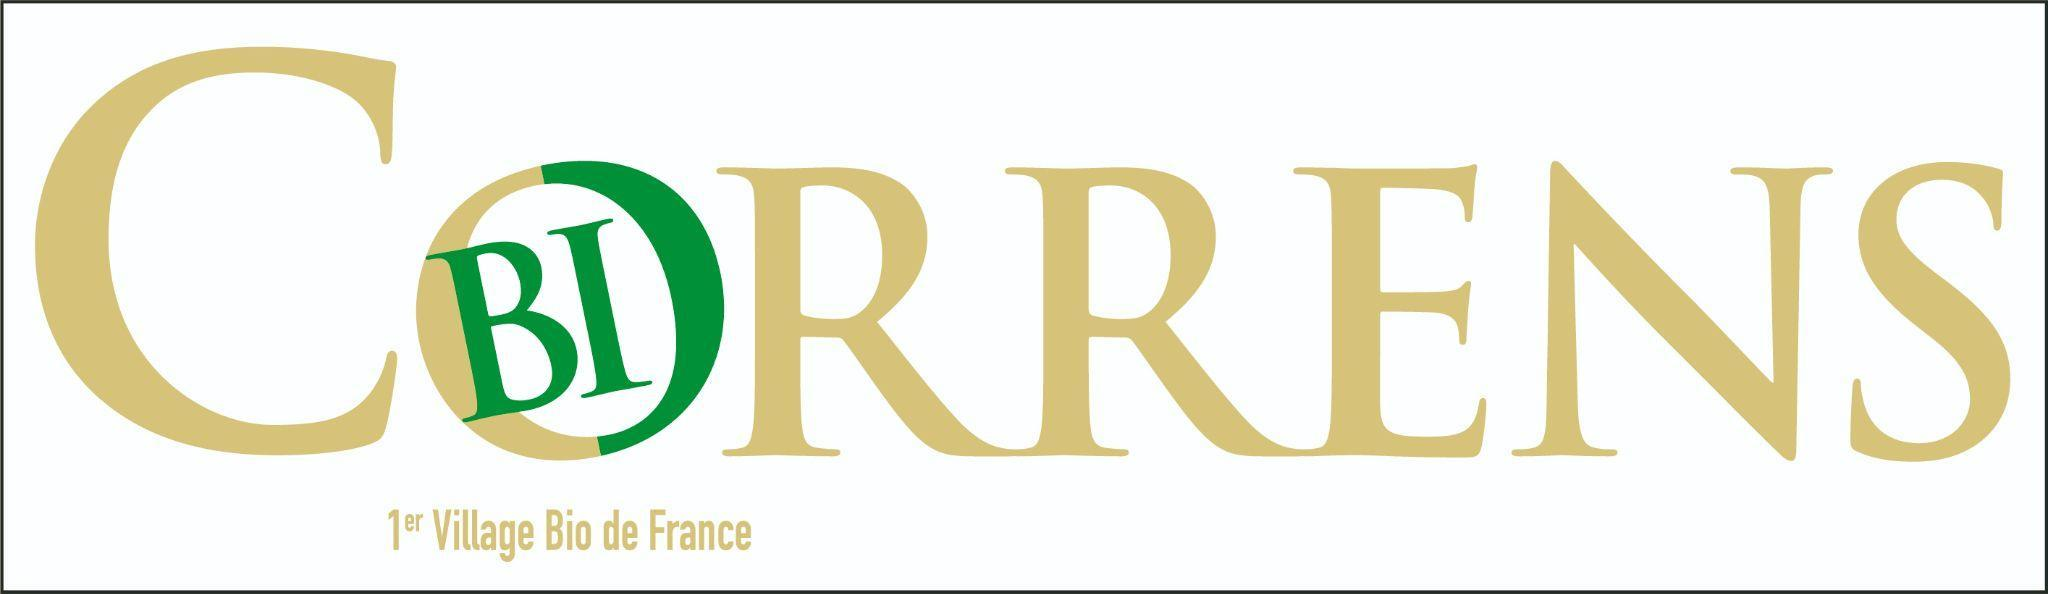 CORRENS
BIO
1er Village Bio de France